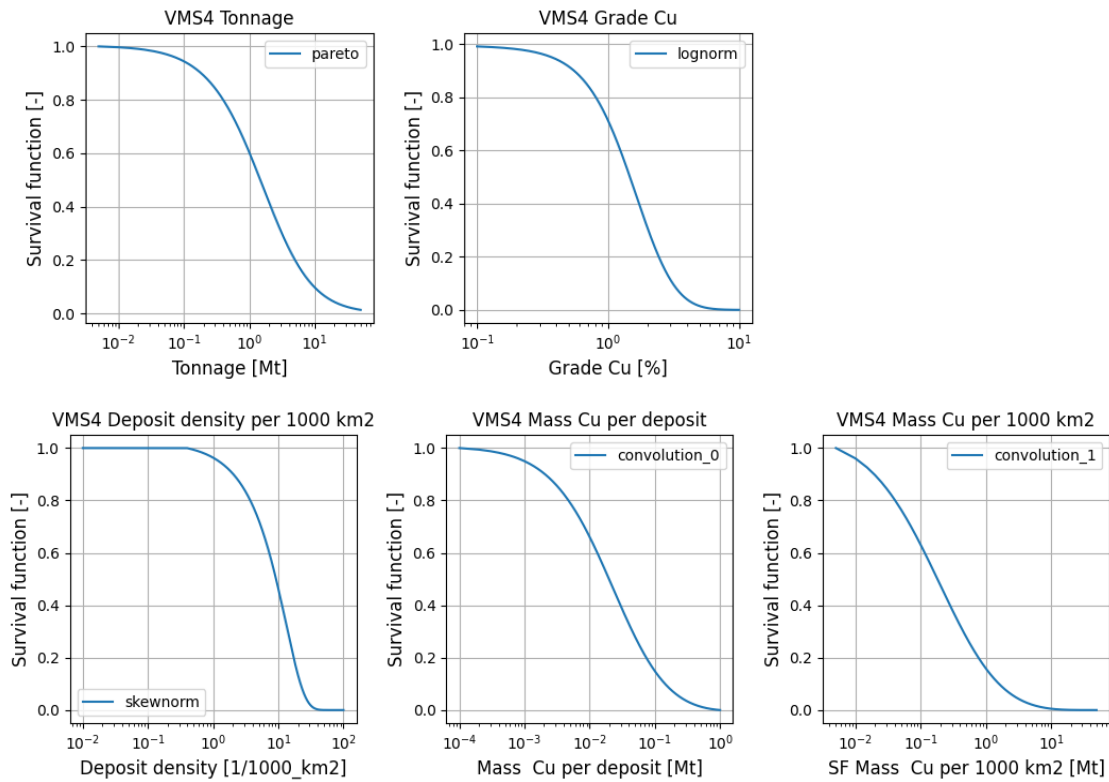 VMS4 Tonnage
pareto
Survival function [-]
1.0
0.8
0.6
0.4
0.2
0.0
10⁻² 10⁻¹ 10⁰ 10¹
Tonnage [Mt]
VMS4 Grade Cu
lognorm
Survival function [-]
1.0
0.8
0.6
0.4
0.2
0.0
10⁻¹ 10⁰ 10¹
Grade Cu [%]
VMS4 Deposit density per 1000 km2
skewnorm
Survival function [-]
1.0
0.8
0.6
0.4
0.2
0.0
10⁻² 10⁻¹ 10⁰ 10¹ 10²
Deposit density [1/1000_km2]
VMS4 Mass Cu per deposit
convolution_0
Survival function [-]
1.0
0.8
0.6
0.4
0.2
0.0
10⁻⁴ 10⁻³ 10⁻² 10⁻¹ 10⁰
Mass  Cu per deposit [Mt]
VMS4 Mass Cu per 1000 km2
convolution_1
Survival function [-]
1.0
0.8
0.6
0.4
0.2
0.0
10⁻² 10⁻¹ 10⁰ 10¹
SF Mass  Cu per 1000 km2 [Mt]